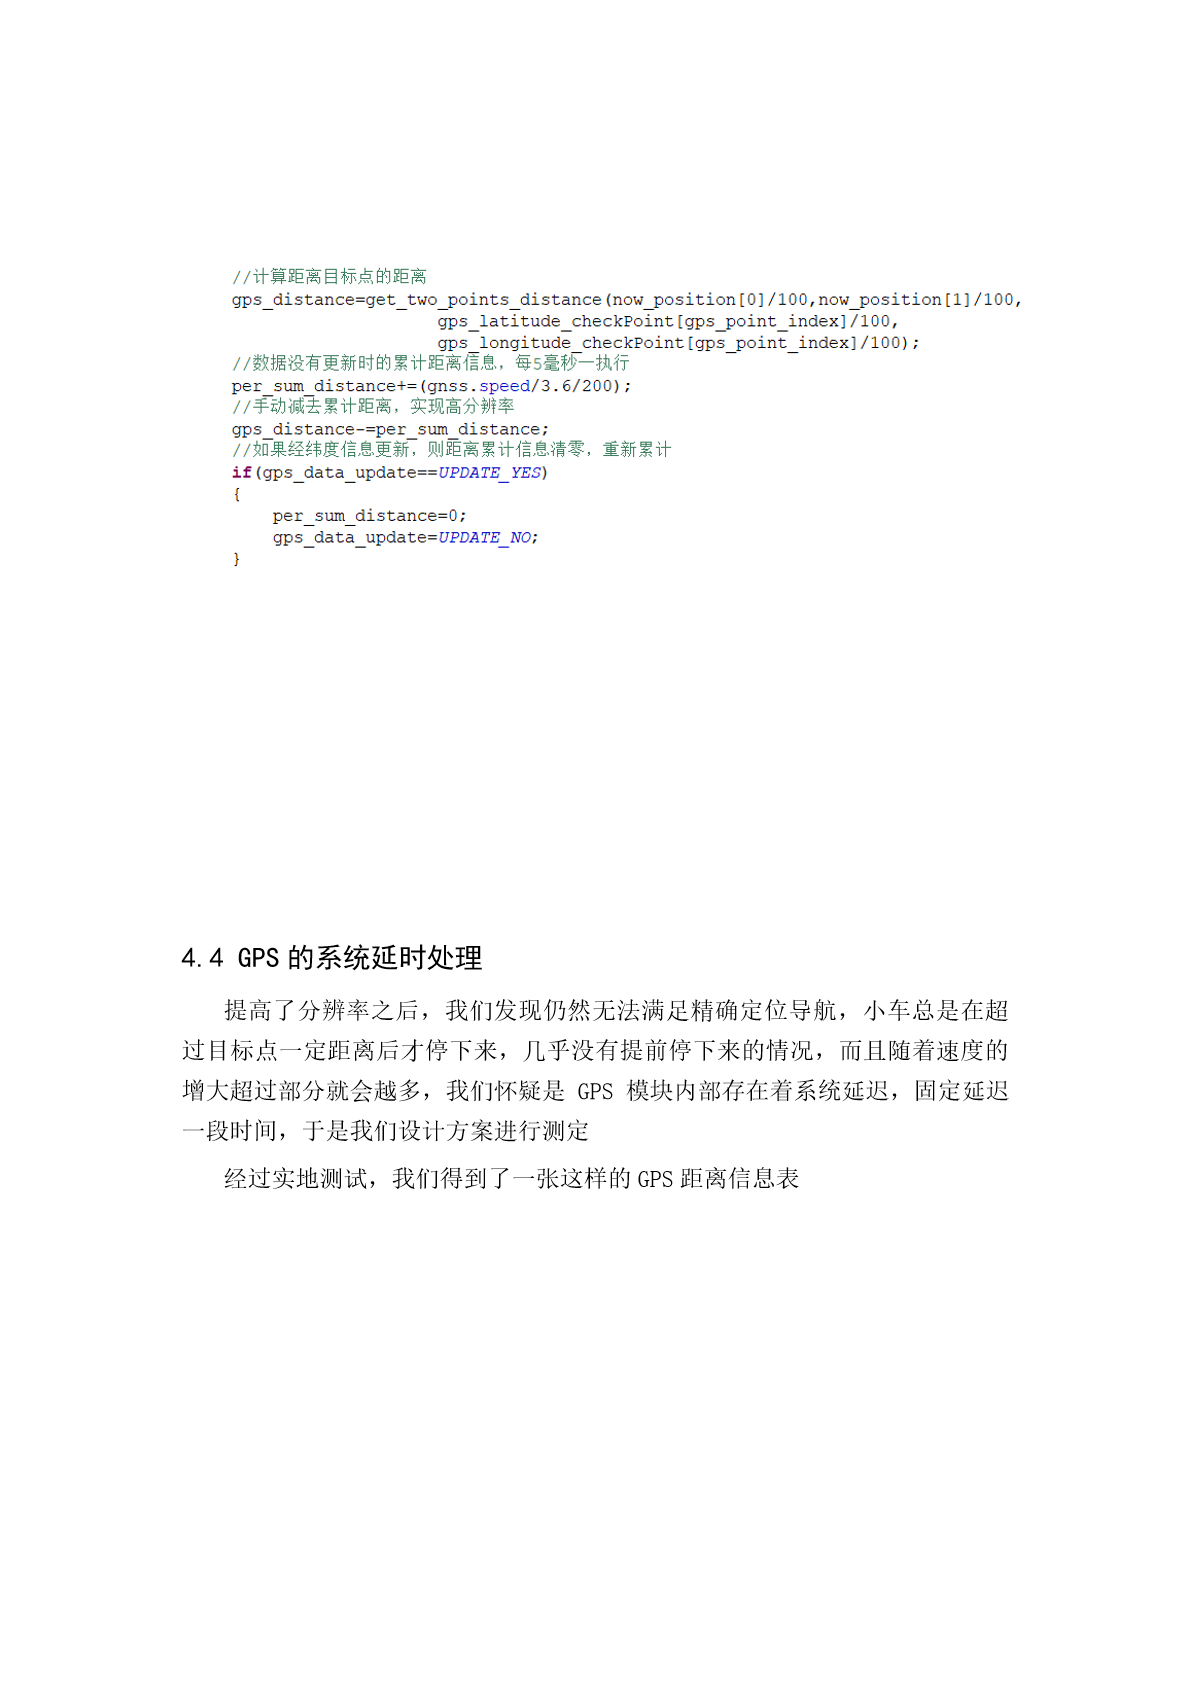 //计算距离目标点的距离
gps_distance=get_two_points_distance(now_position[0]/100,now_position[1]/100,
gps_latitude_checkPoint[gps_point_index]/100,
gps_longitude_checkPoint[gps_point_index]/100);
//数据没有更新时的累计距离信息，每5毫秒一执行
per_sum_distance+=(gnss.speed/3.6/200);
//手动减去累计距离，实现高分辨率
gps_distance-=per_sum_distance;
//如果经纬度信息更新，则距离累计信息清零，重新累计
if(gps_data_update==UPDATE_YES)
{
per_sum_distance=0;
gps_data_update=UPDATE_NO;
}
4.4 GPS 的系统延时处理
提高了分辨率之后，我们发现仍然无法满足精确定位导航，小车总是在超
过目标点一定距离后才停下来，几乎没有提前停下来的情况，而且随着速度的
增大超过部分就会越多，我们怀疑是 GPS 模块内部存在着系统延迟，固定延迟
一段时间，于是我们设计方案进行测定
经过实地测试，我们得到了一张这样的 GPS 距离信息表